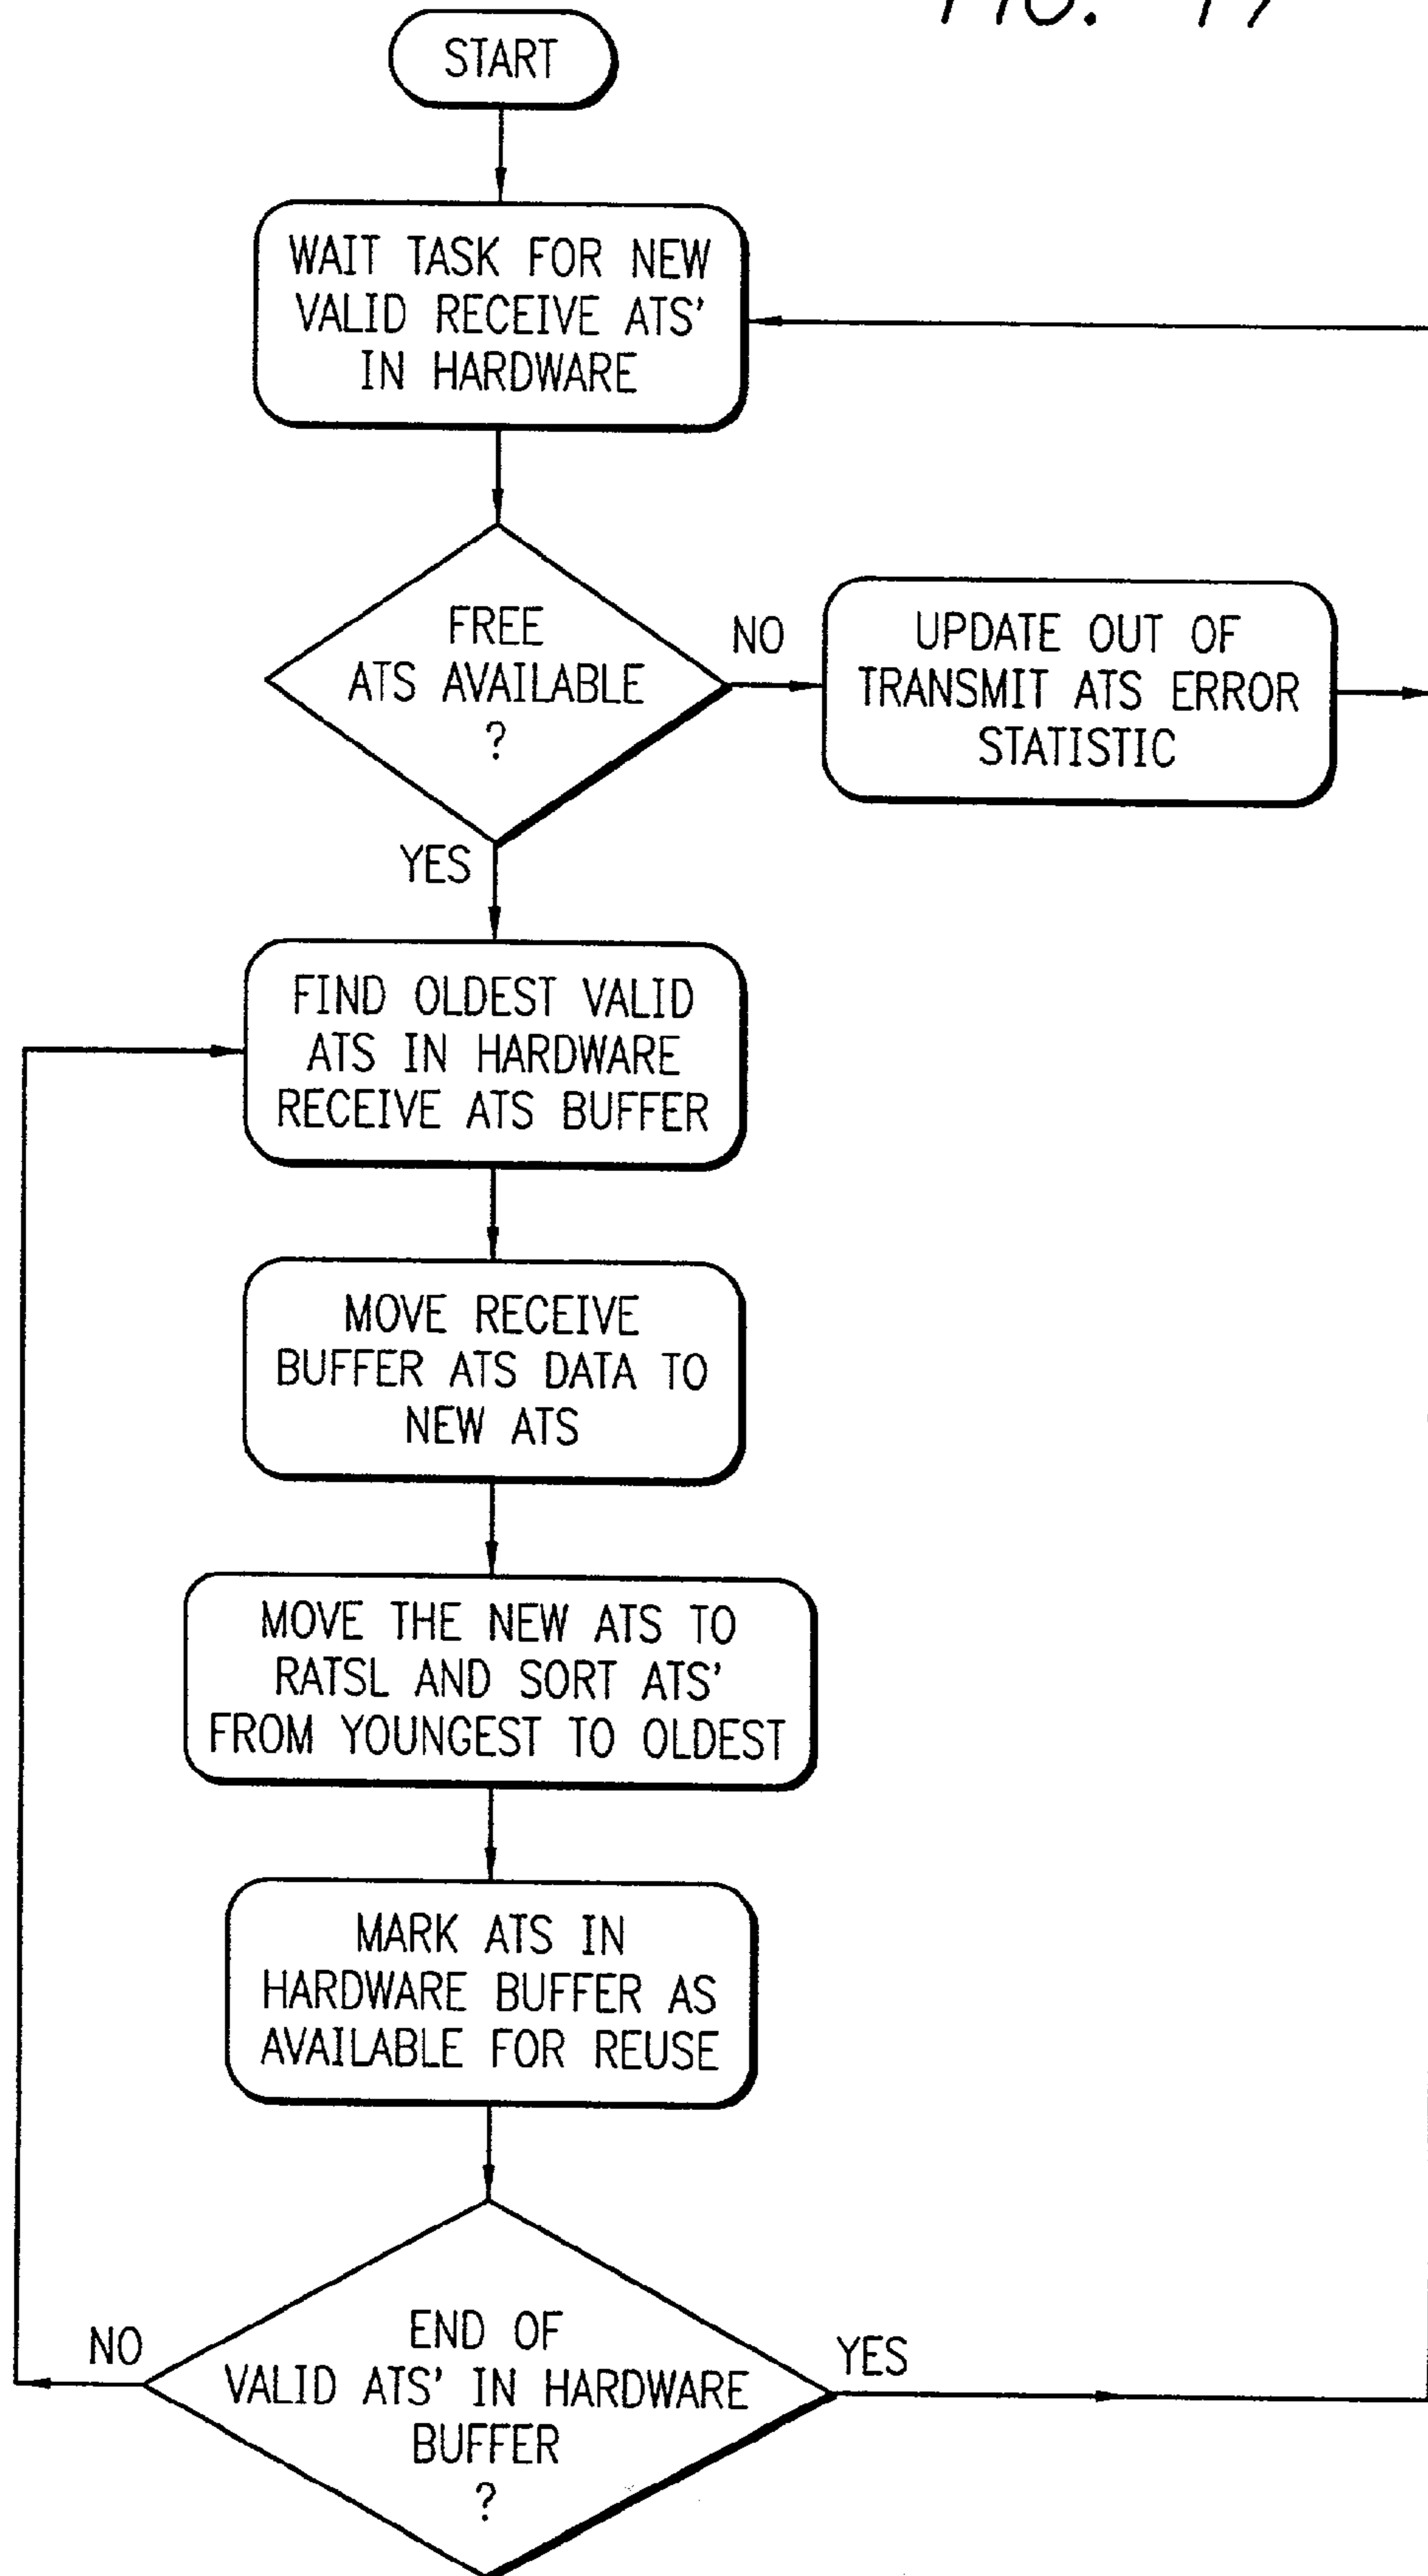 START
WAIT TASK FOR NEW
VALID RECEIVE ATS'
IN HARDWARE
FREE
ATS AVAILABLE
?
NO
UPDATE OUT OF
TRANSMIT ATS ERROR
STATISTIC
YES
FIND OLDEST VALID
ATS IN HARDWARE
RECEIVE ATS BUFFER
MOVE RECEIVE
BUFFER ATS DATA TO
NEW ATS
MOVE THE NEW ATS TO
RATSL AND SORT ATS'
FROM YOUNGEST TO OLDEST
MARK ATS IN
HARDWARE BUFFER AS
AVAILABLE FOR REUSE
NO
END OF
VALID ATS' IN HARDWARE
BUFFER
?
YES